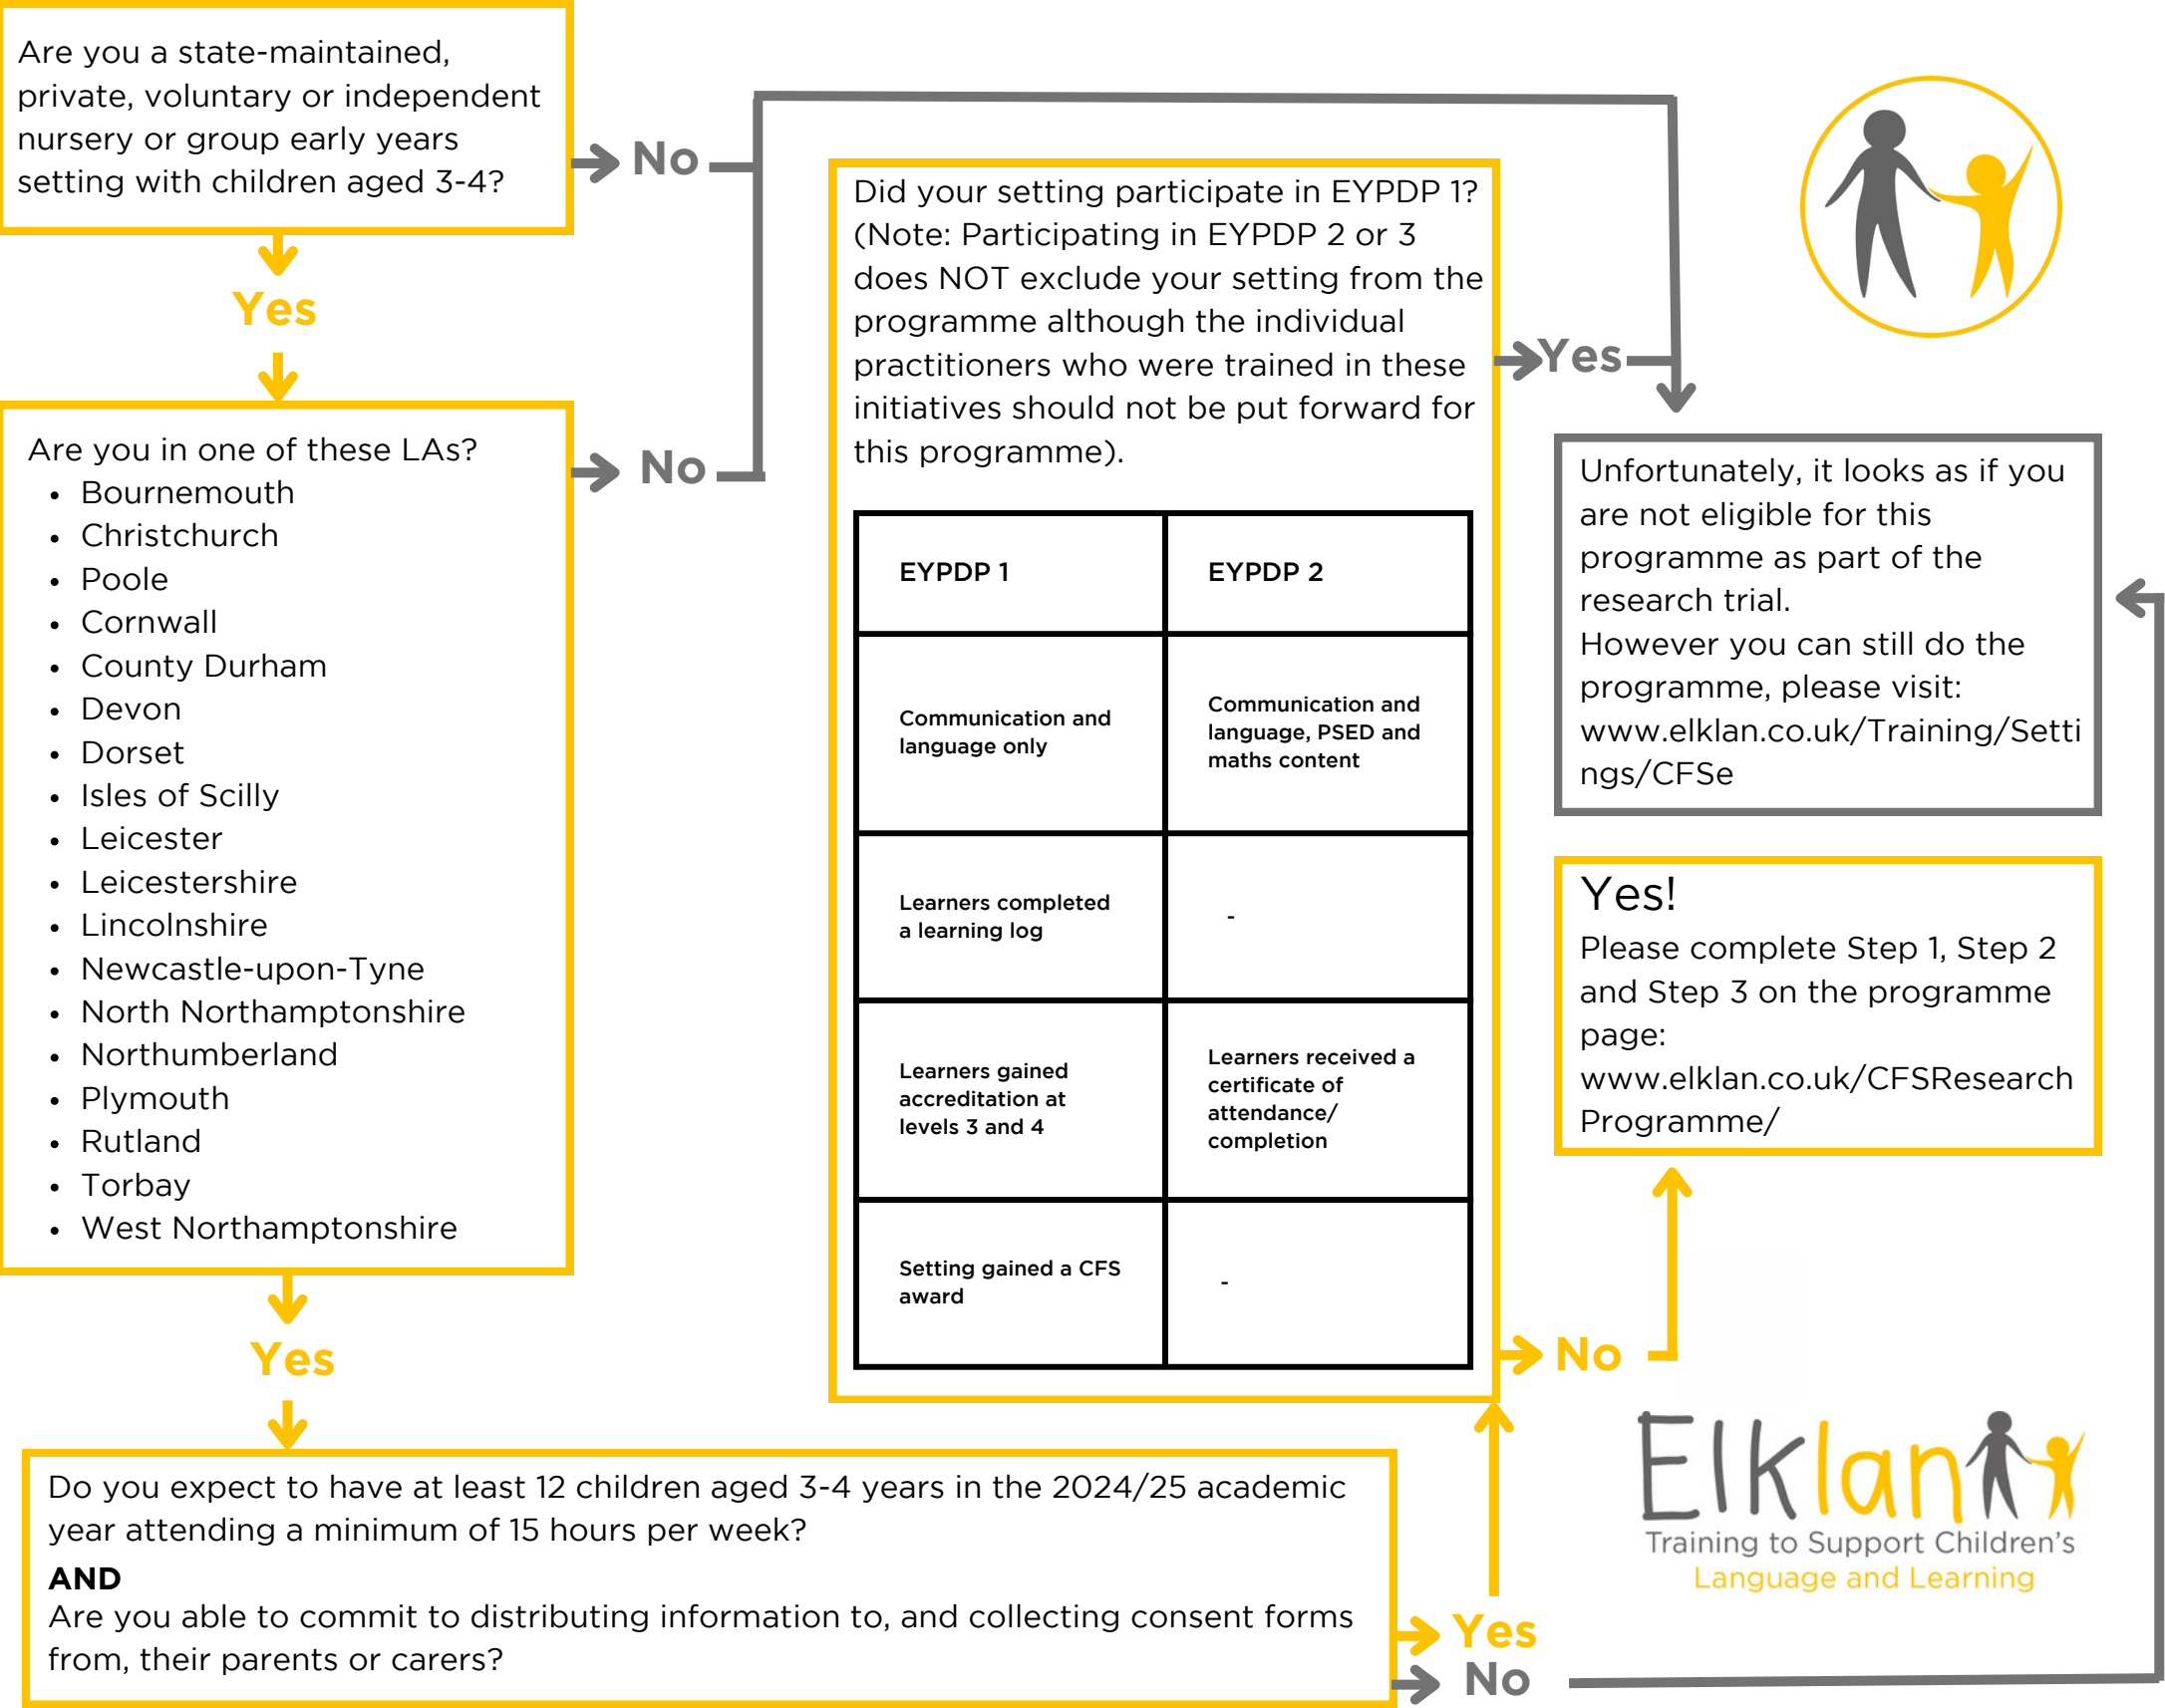 Are you a state-maintained,
private, voluntary or independent
nursery or group early years
setting with children aged 3-4?
No
Yes
Are you in one of these LAs?
• Bournemouth
• Christchurch
• Poole
• Cornwall
• County Durham
• Devon
• Dorset
• Isles of Scilly
• Leicester
• Leicestershire
• Lincolnshire
• Newcastle-upon-Tyne
• North Northamptonshire
• Northumberland
• Plymouth
• Rutland
• Torbay
• West Northamptonshire
No
Yes
Do you expect to have at least 12 children aged 3-4 years in the 2024/25 academic
year attending a minimum of 15 hours per week?
AND
Are you able to commit to distributing information to, and collecting consent forms
from, their parents or carers?
Yes
No
Did your setting participate in EYPDP 1?
(Note: Participating in EYPDP 2 or 3
does NOT exclude your setting from the
programme although the individual
practitioners who were trained in these
initiatives should not be put forward for
this programme).
EYPDP 1
EYPDP 2
Communication and
language only
Communication and
language, PSED and
maths content
Learners completed
a learning log
-
Learners gained
accreditation at
levels 3 and 4
Learners received a
certificate of
attendance/
completion
Setting gained a CFS
award
-
Yes
No
Unfortunately, it looks as if you
are not eligible for this
programme as part of the
research trial.
However you can still do the
programme, please visit:
www.elklan.co.uk/Training/Setti
ngs/CFSe
Yes!
Please complete Step 1, Step 2
and Step 3 on the programme
page:
www.elklan.co.uk/CFSResearch
Programme/
Elklan
Training to Support Children's
Language and Learning